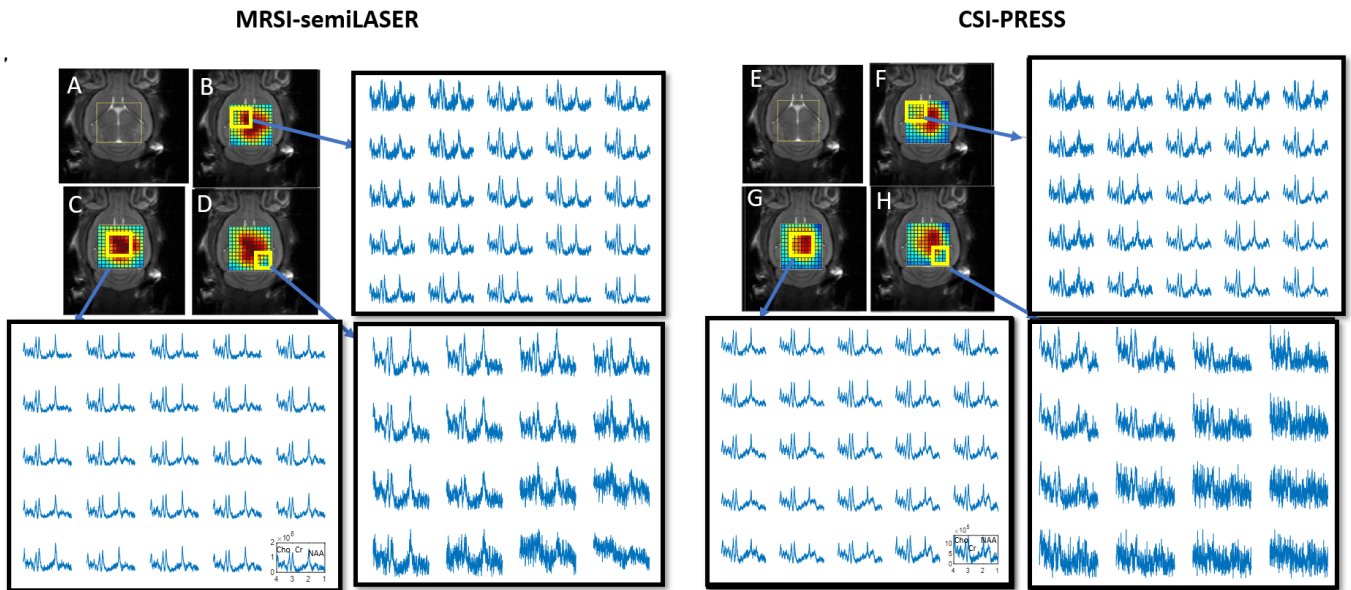 MRSI-semiLASER
CSI-PRESS
A
B
C
D
E
F
G
H
× 10⁶
2
1
0
Cho Cr NAA
4 3 2 1
× 10⁵
10
5
0
Cho NAA
Cr
4 3 2 1